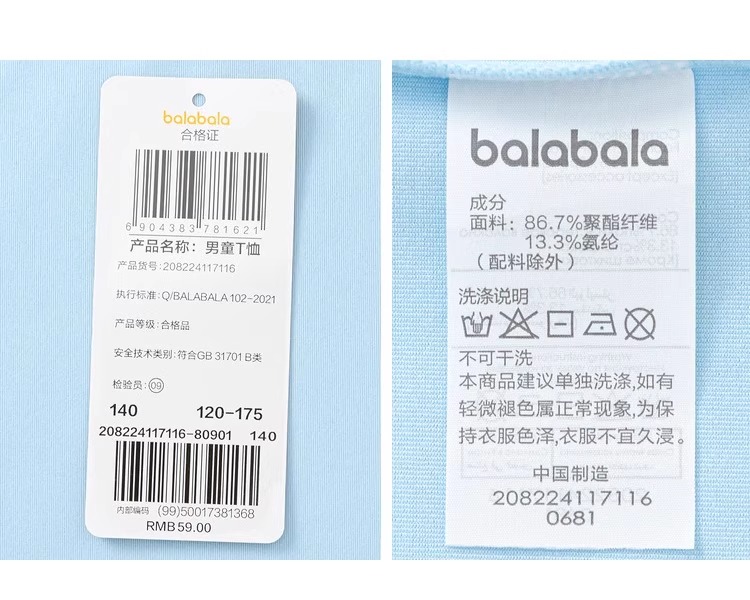 balabala
合格证
6 904383 781621
产品名称：男童T恤
产品货号:208224117116
执行标准:Q/BALABALA 102-2021
产品等级:合格品
安全技术类别:符合GB 31701 B类
检验员:09
140 120-175
208224117116-80901 140
内部编码 (99)50017381368
RMB59.00
balabala
成分
面料：86.7%聚酯纤维
13.3%氨纶
（配料除外）
洗涤说明
不可干洗
本商品建议单独洗涤,如有
轻微褪色属正常现象,为保
持衣服色泽,衣服不宜久浸。
中国制造
208224117116
0681